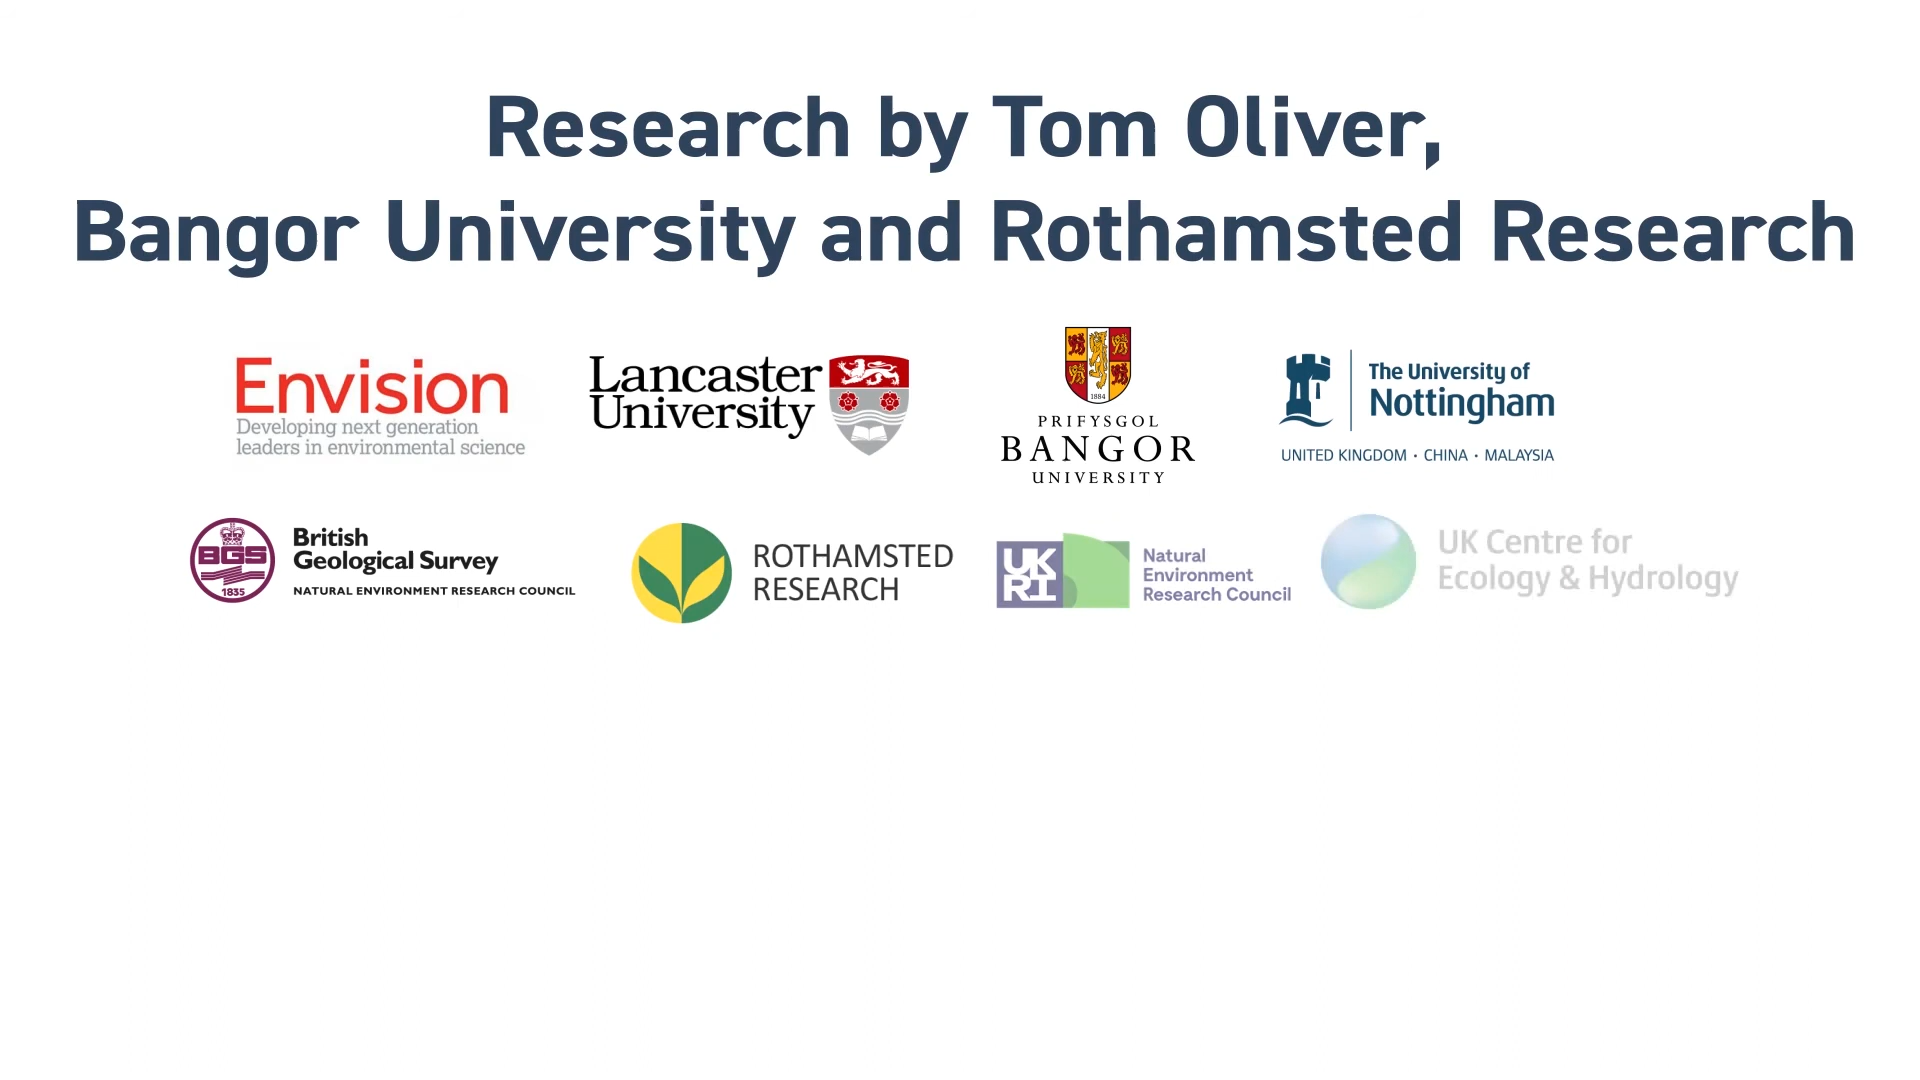 Research by Tom Oliver,
Bangor University and Rothamsted Research
Envision
Developing next generation
leaders in environmental science
Lancaster
University
1884
PRIFYSGOL
BANGOR
UNIVERSITY
The University of
Nottingham
UNITED KINGDOM · CHINA · MALAYSIA
BGS
1835
British
Geological Survey
NATURAL ENVIRONMENT RESEARCH COUNCIL
ROTHAMSTED
RESEARCH
UK
RI
Natural
Environment
Research Council
UK Centre for
Ecology & Hydrology